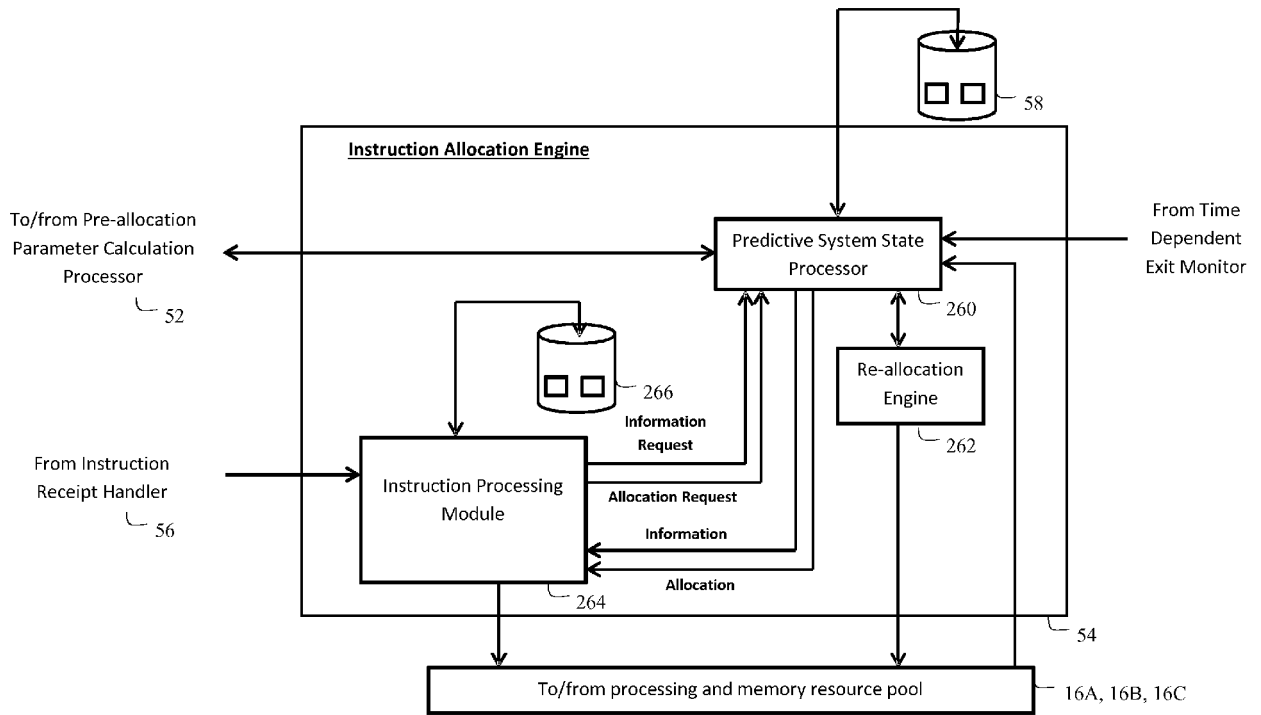 58
Instruction Allocation Engine
To/from Pre-allocation
Parameter Calculation
Processor
52
Predictive System State
Processor
260
From Time
Dependent
Exit Monitor
266
Re-allocation
Engine
262
Information
Request
From Instruction
Receipt Handler
56
Instruction Processing
Module
264
Allocation Request
Information
Allocation
54
To/from processing and memory resource pool
16A, 16B, 16C